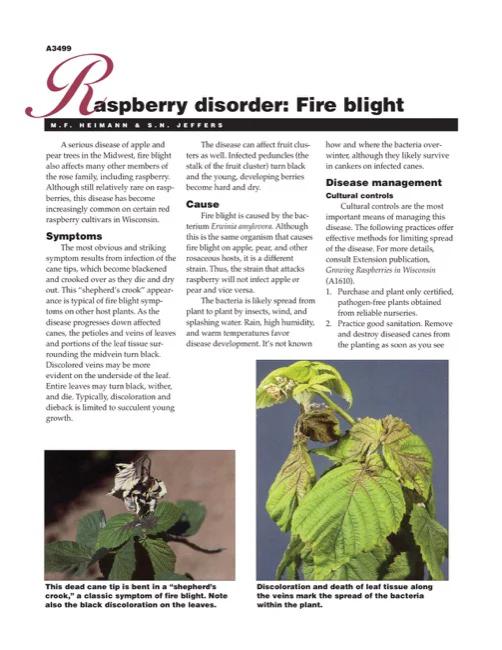 A3499
Raspberry disorder: Fire blight
M.F. HEIMANN & S.N. JEFFERS
A serious disease of apple and
pear trees in the Midwest, fire blight
also affects many other members of
the rose family, including raspberry.
Although still relatively rare on rasp-
berries, this disease has become
increasingly common on certain red
raspberry cultivars in Wisconsin.
Symptoms
The most obvious and striking
symptom results from infection of the
cane tips, which become blackened
and crooked over as they die and dry
out. This “shepherd’s crook” appear-
ance is typical of fire blight symp-
toms on other host plants. As the
disease progresses down affected
canes, the petioles and veins of leaves
and portions of the leaf tissue sur-
rounding the midvein turn black.
Discolored veins may be more
evident on the underside of the leaf.
Entire leaves may turn black, wither,
and die. Typically, discoloration and
dieback is limited to succulent young
growth.
The disease can affect fruit clus-
ters as well. Infected peduncles (the
stalk of the fruit cluster) turn black
and the young, developing berries
become hard and dry.
Cause
Fire blight is caused by the bac-
terium Erwinia amylovora. Although
this is the same organism that causes
fire blight on apple, pear, and other
rosaceous hosts, it is a different
strain. Thus, the strain that attacks
raspberry will not infect apple or
pear and vice versa.
The bacteria is likely spread from
plant to plant by insects, wind, and
splashing water. Rain, high humidity,
and warm temperatures favor
disease development. It’s not known
how and where the bacteria over-
winter, although they likely survive
in cankers on infected canes.
Disease management
Cultural controls
Cultural controls are the most
important means of managing this
disease. The following practices offer
effective methods for limiting spread
of the disease. For more details,
consult Extension publication,
Growing Raspberries in Wisconsin
(A1610).
1. Purchase and plant only certified,
pathogen-free plants obtained
from reliable nurseries.
2. Practice good sanitation. Remove
and destroy diseased canes from
the planting as soon as you see
This dead cane tip is bent in a “shepherd’s
crook,” a classic symptom of fire blight. Note
also the black discoloration on the leaves.
Discoloration and death of leaf tissue along
the veins mark the spread of the bacteria
within the plant.